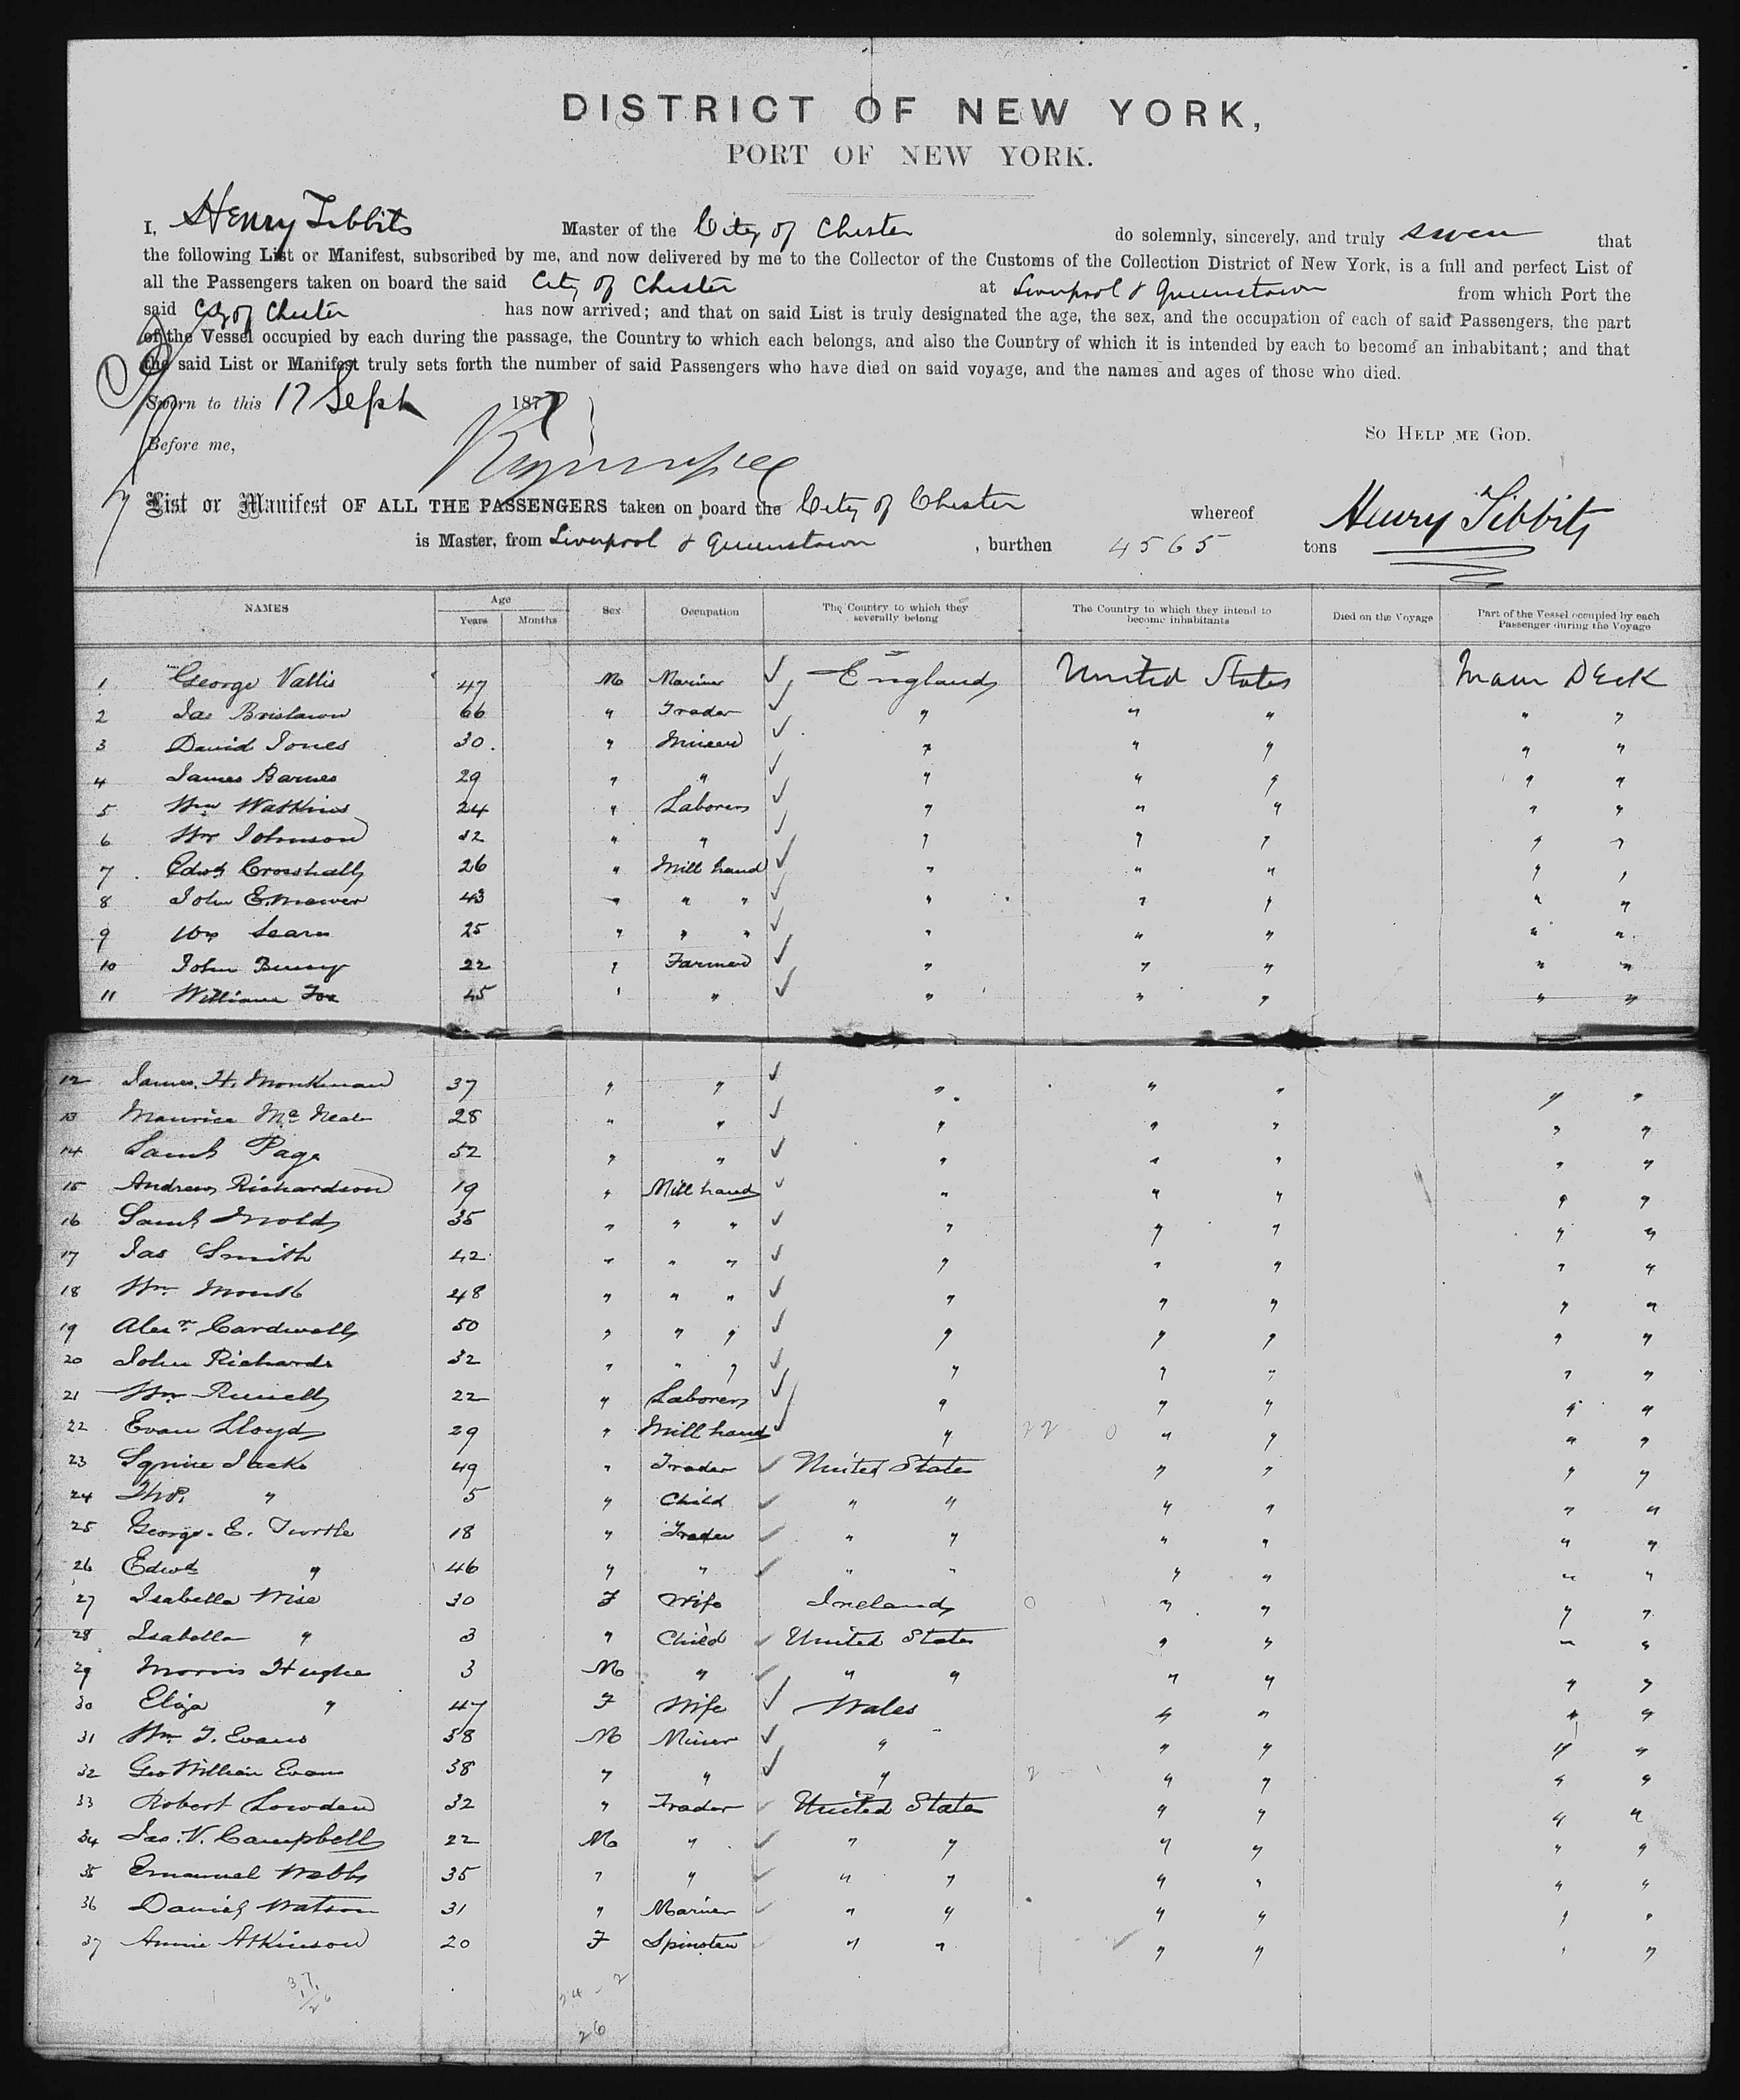 DISTRICT OF NEW YORK,
PORT OF NEW YORK.
I, Henry Tibbits Master of the City of Chester do solemnly, sincerely, and truly swear that
the following List or Manifest, subscribed by me, and now delivered by me to the Collector of the Customs of the Collection District of New York, is a full and perfect List of
all the Passengers taken on board the said City of Chester at Liverpool & Queenstown from which Port the
said City of Chester has now arrived; and that on said List is truly designated the age, the sex, and the occupation of each of said Passengers, the part
of the Vessel occupied by each during the passage, the Country to which each belongs, and also the Country of which it is intended by each to become an inhabitant; and that
the said List or Manifest truly sets forth the number of said Passengers who have died on said voyage, and the names and ages of those who died.
Sworn to this 17 Sept 1877
So Help me God.
Before me,
List or Manifest OF ALL THE PASSENGERS taken on board the City of Chester whereof Henry Tibbits
is Master, from Liverpool & Queenstown, burthen 4565 tons
NAMES Age Years Months Sex Occupation The Country to which they severally belong The Country to which they intend to become inhabitants Died on the Voyage Part of the Vessel occupied by each Passenger during the Voyage
1 George Vallis 47 M Mariner England United States Main Deck
2 Jas Bristown 66 " Trader " " " " "
3 David Jones 30 " Miner " " " " "
4 James Barnes 29 " " " " " " "
5 Wm Watkins 24 " Laborer " " " " "
6 Wm Johnson 32 " " " " " " "
7 Edwd Croshall 26 " Mill hand " " " " "
8 John E. Mawer 43 " " " " " " " "
9 Wm Sears 25 " " " " " " " "
10 John 22 " Farmer " " " " "
11 William Fox 45 " " " " " " "
12 James H. Monkman 37 " " " " " " "
13 Maurice Mc Neale 28 " " " " " " "
14 Saml Page 52 " " " " " " "
15 Andrew Richardson 19 " Mill hand " " " " "
16 Saml Mold 35 " " " " " " " "
17 Jas Smith 42 " " " " " " " "
18 Wm 48 " " " " " " " "
19 Alexr Cardwell 50 " " " " " " " "
20 John Richards 32 " " " " " " " "
21 Wm Russell 22 " Laborer " " " " "
22 Evan Lloyd 29 " Mill hand " " " " "
23 Squire Jacks 49 " Trader United States " " " "
24 Thos. " 5 " Child " " " " " "
25 George E. Turtle 18 " Trader " " " " " "
26 Edwd " 46 " " " " " " " "
27 Isabella Wise 30 F Wife Ireland " " " "
28 Isabella " 3 " Child United States " " " "
29 Morris Hughes 3 M " " " " " " "
30 Eliza " 47 F Wife Wales " " " "
31 Wm T. Evans 58 M Miner " " " " "
32 Geo William Evans 38 " " " " " " "
33 Robert Lowden 32 " Trader United States " " " "
34 Jas. V. Campbell 22 M " " " " " " "
35 Emanuel Webb 35 " " " " " " " "
36 Daniel Watson 31 " Mariner " " " " " "
37 Annie Atkinson 20 F Spinster " " " " " "
26